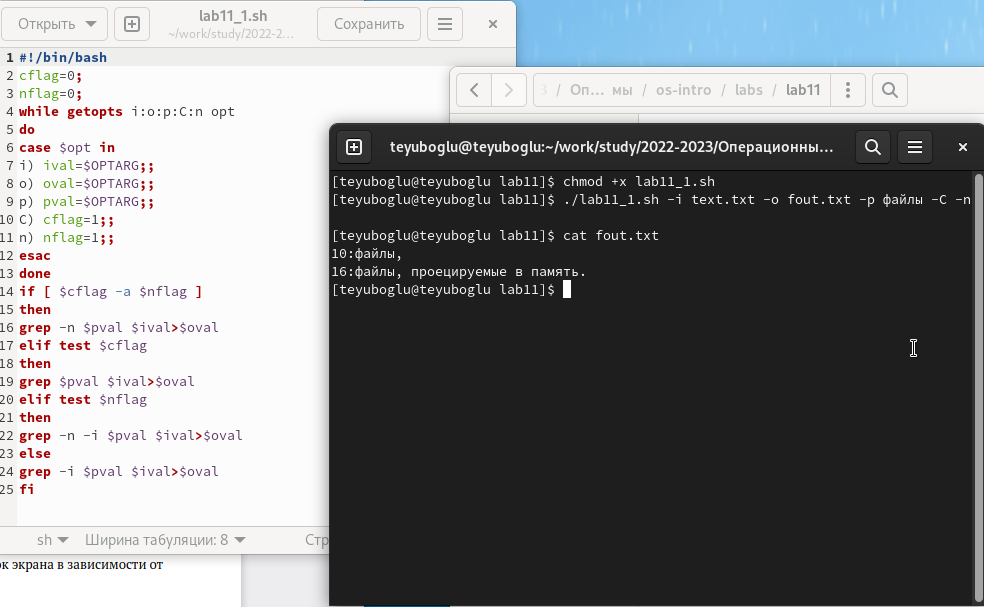 Открыть
lab11_1.sh
~/work/study/2022-2...
Сохранить
1 #!/bin/bash
2 cflag=0;
3 nflag=0;
4 while getopts i:o:p:C:n opt
5 do
6 case $opt in
7 i) ival=$OPTARG;;
8 o) oval=$OPTARG;;
9 p) pval=$OPTARG;;
10 C) cflag=1;;
11 n) nflag=1;;
12 esac
13 done
14 if [ $cflag -a $nflag ]
15 then
16 grep -n $pval $ival>$oval
17 elif test $cflag
18 then
19 grep $pval $ival>$oval
20 elif test $nflag
21 then
22 grep -n -i $pval $ival>$oval
23 else
24 grep -i $pval $ival>$oval
25 fi
sh Ширина табуляции: 8 Стр
ок экрана в зависимости от
3 / Оп... мы / os-intro / labs / lab11
teyuboglu@teyuboglu:~/work/study/2022-2023/Операционны...
[teyuboglu@teyuboglu lab11]$ chmod +x lab11_1.sh
[teyuboglu@teyuboglu lab11]$ ./lab11_1.sh -i text.txt -o fout.txt -p файлы -C -n
[teyuboglu@teyuboglu lab11]$ cat fout.txt
10:файлы,
16:файлы, проецируемые в память.
[teyuboglu@teyuboglu lab11]$